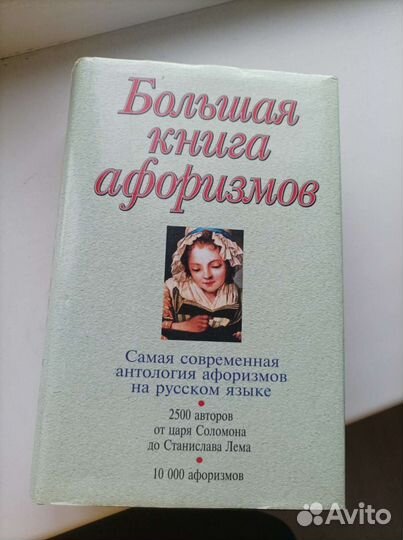 Большая
книга
афоризмов
Самая современная
антология афоризмов
на русском языке
• 
2500 авторов
от царя Соломона
до Станислава Лема
• 
10 000 афоризмов
Avito